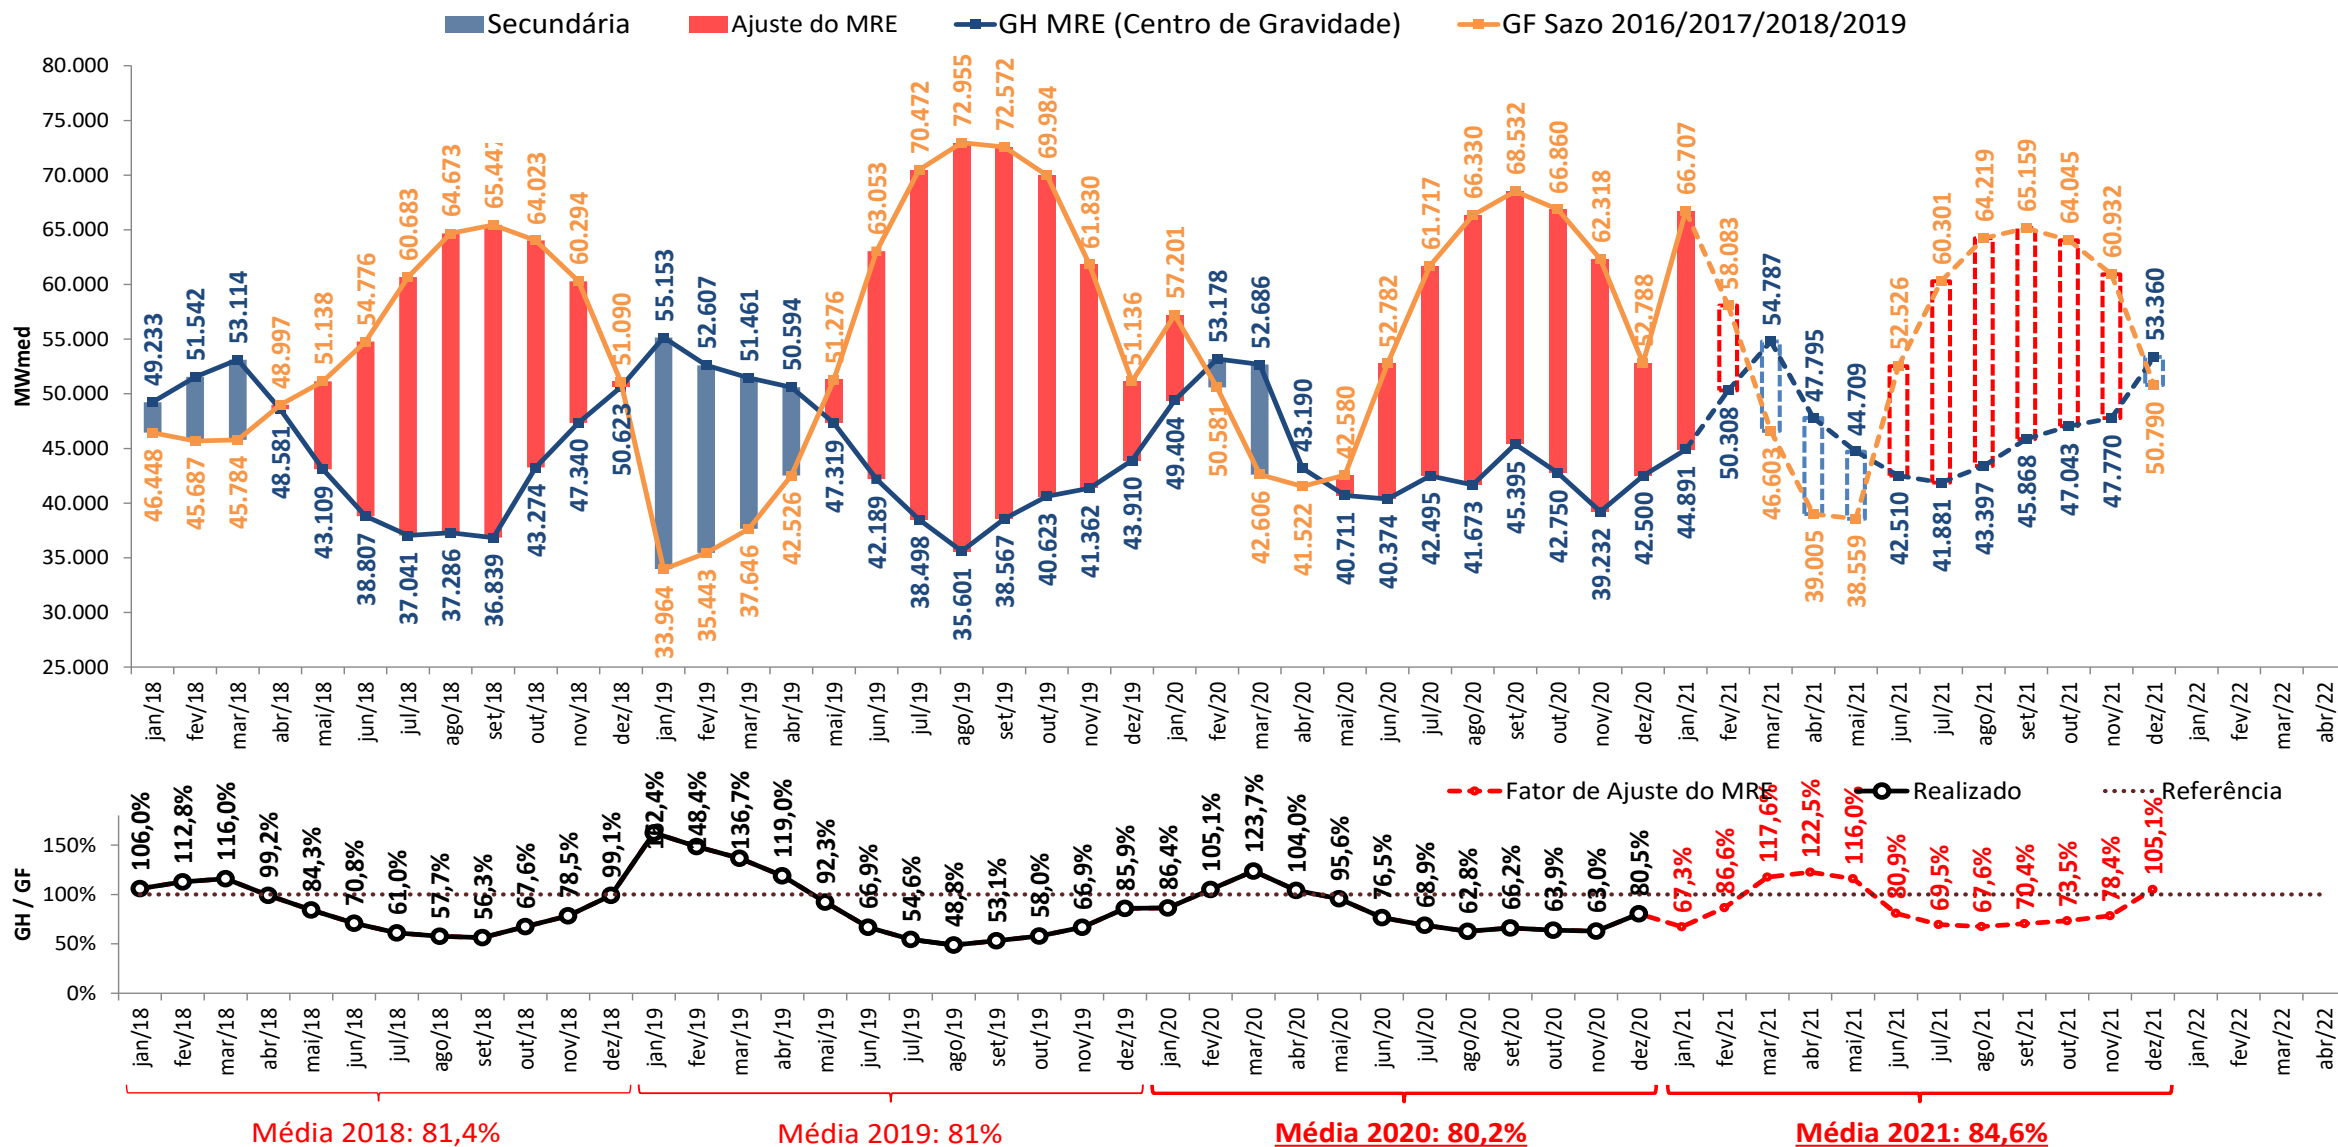 Secundária Ajuste do MRE GH MRE (Centro de Gravidade) GF Sazo 2016/2017/2018/2019
MWmed
80.000
75.000
70.000
65.000
60.000
55.000
50.000
45.000
40.000
35.000
30.000
25.000
49.233 51.542 53.114 48.581 43.109 38.807 37.041 37.286 36.839 43.274 47.340 50.623 55.153 52.607 51.461 50.594 47.319 42.189 38.498 35.601 38.567 40.623 41.362 43.910 49.404 53.178 52.686 43.190 40.711 40.374 42.495 41.673 45.395 42.750 39.232 42.500 44.891 50.308 54.787 47.795 44.709 42.510 41.881 43.397 45.868 47.043 47.770 53.360
46.448 45.687 45.784 48.997 51.138 54.776 60.683 64.673 65.447 64.023 60.294 51.090 33.964 35.443 37.646 42.526 51.276 63.053 70.472 72.955 72.572 69.984 61.830 51.136 57.201 50.581 42.606 41.522 42.580 52.782 61.717 66.330 68.532 66.860 62.318 52.788 66.707 58.083 46.603 39.005 38.559 52.526 60.301 64.219 65.159 64.045 60.932 50.790
jan/18 fev/18 mar/18 abr/18 mai/18 jun/18 jul/18 ago/18 set/18 out/18 nov/18 dez/18 jan/19 fev/19 mar/19 abr/19 mai/19 jun/19 jul/19 ago/19 set/19 out/19 nov/19 dez/19 jan/20 fev/20 mar/20 abr/20 mai/20 jun/20 jul/20 ago/20 set/20 out/20 nov/20 dez/20 jan/21 fev/21 mar/21 abr/21 mai/21 jun/21 jul/21 ago/21 set/21 out/21 nov/21 dez/21 jan/22 fev/22 mar/22 abr/22
Fator de Ajuste do MRE Realizado Referência
GH / GF
150%
100%
50%
0%
106,0% 112,8% 116,0% 99,2% 84,3% 70,8% 61,0% 57,7% 56,3% 67,6% 78,5% 99,1% 162,4% 148,4% 136,7% 119,0% 92,3% 66,9% 54,6% 48,8% 53,1% 58,0% 66,9% 85,9% 86,4% 105,1% 123,7% 104,0% 95,6% 76,5% 68,9% 62,8% 66,2% 63,9% 63,0% 80,5% 67,3% 86,6% 117,6% 122,5% 116,0% 80,9% 69,5% 67,6% 70,4% 73,5% 78,4% 105,1%
jan/18 fev/18 mar/18 abr/18 mai/18 jun/18 jul/18 ago/18 set/18 out/18 nov/18 dez/18 jan/19 fev/19 mar/19 abr/19 mai/19 jun/19 jul/19 ago/19 set/19 out/19 nov/19 dez/19 jan/20 fev/20 mar/20 abr/20 mai/20 jun/20 jul/20 ago/20 set/20 out/20 nov/20 dez/20 jan/21 fev/21 mar/21 abr/21 mai/21 jun/21 jul/21 ago/21 set/21 out/21 nov/21 dez/21 jan/22 fev/22 mar/22 abr/22
Média 2018: 81,4% Média 2019: 81% Média 2020: 80,2% Média 2021: 84,6%